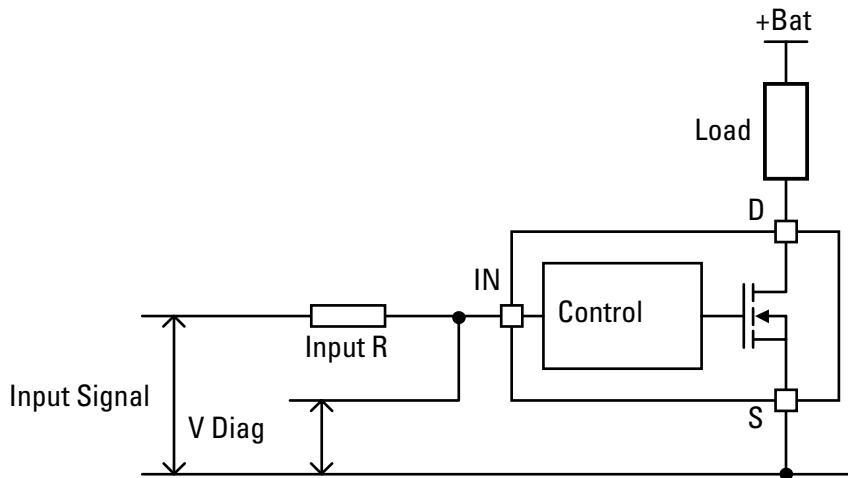 +Bat
Load
D
IN
Control
Input R
Input Signal
V Diag
S